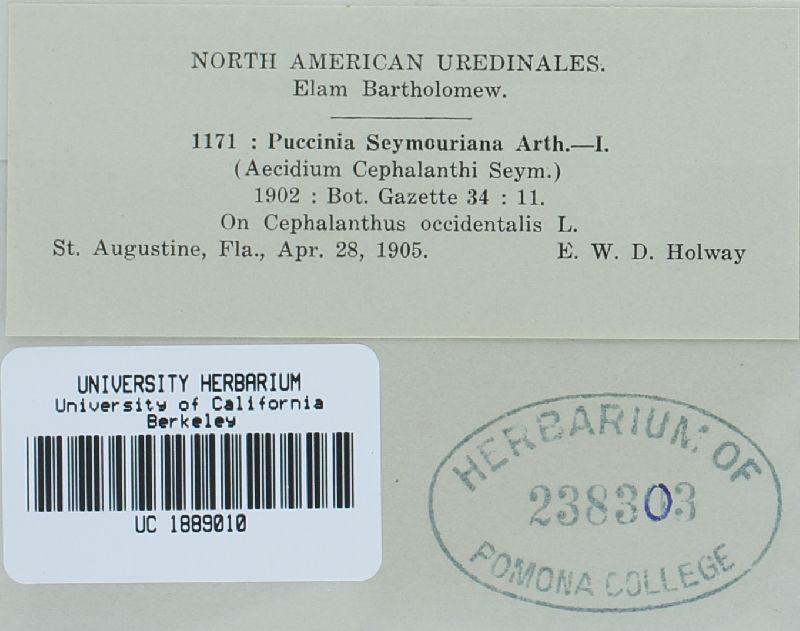 NORTH AMERICAN UREDINALES.
Elam Bartholomew.
1171 : Puccinia Seymouriana Arth.—I.
(Aecidium Cephalanthi Seym.)
1902 : Bot. Gazette 34 : 11.
On Cephalanthus occidentalis L.
St. Augustine, Fla., Apr. 28, 1905. E. W. D. Holway
UNIVERSITY HERBARIUM
University of California
Berkeley
UC 1889010
HERBARIUM OF
238303
POMONA COLLEGE